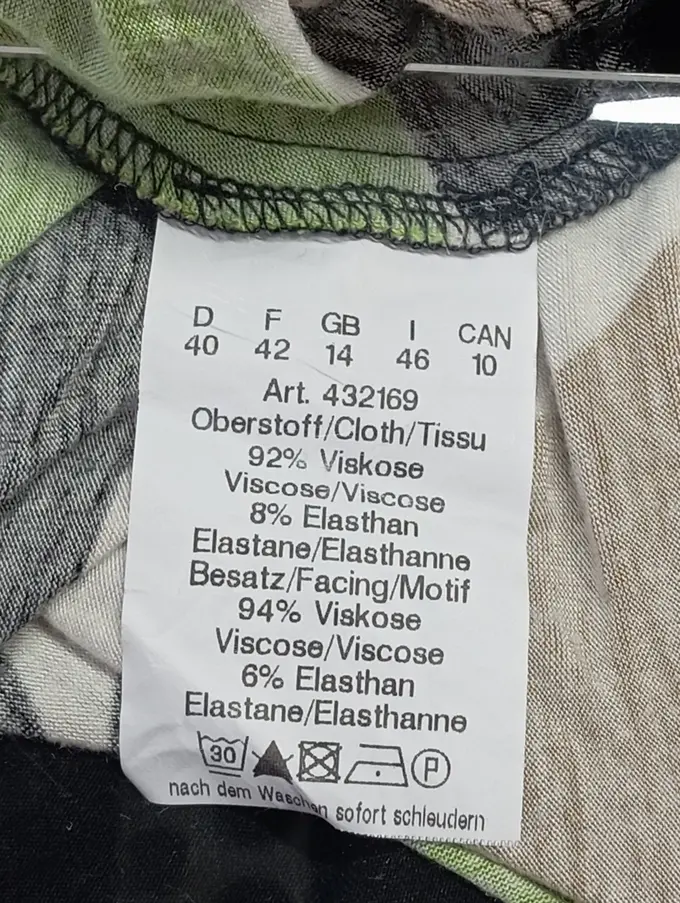 D F GB I CAN
40 42 14 46 10
Art. 432169
Oberstoff/Cloth/Tissu
92% Viskose
Viscose/Viscose
8% Elasthan
Elastane/Elasthanne
Besatz/Facing/Motif
94% Viskose
Viscose/Viscose
6% Elasthan
Elastane/Elasthanne
30 P
nach dem Waschen sofort schleudern